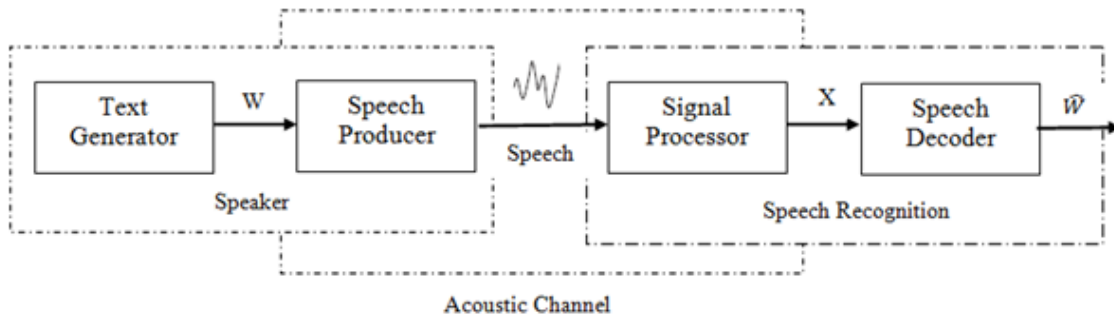 Text
Generator
W
Speech
Producer
Speech
Signal
Processor
X
Speech
Decoder
Ŵ
Speaker
Speech Recognition
Acoustic Channel